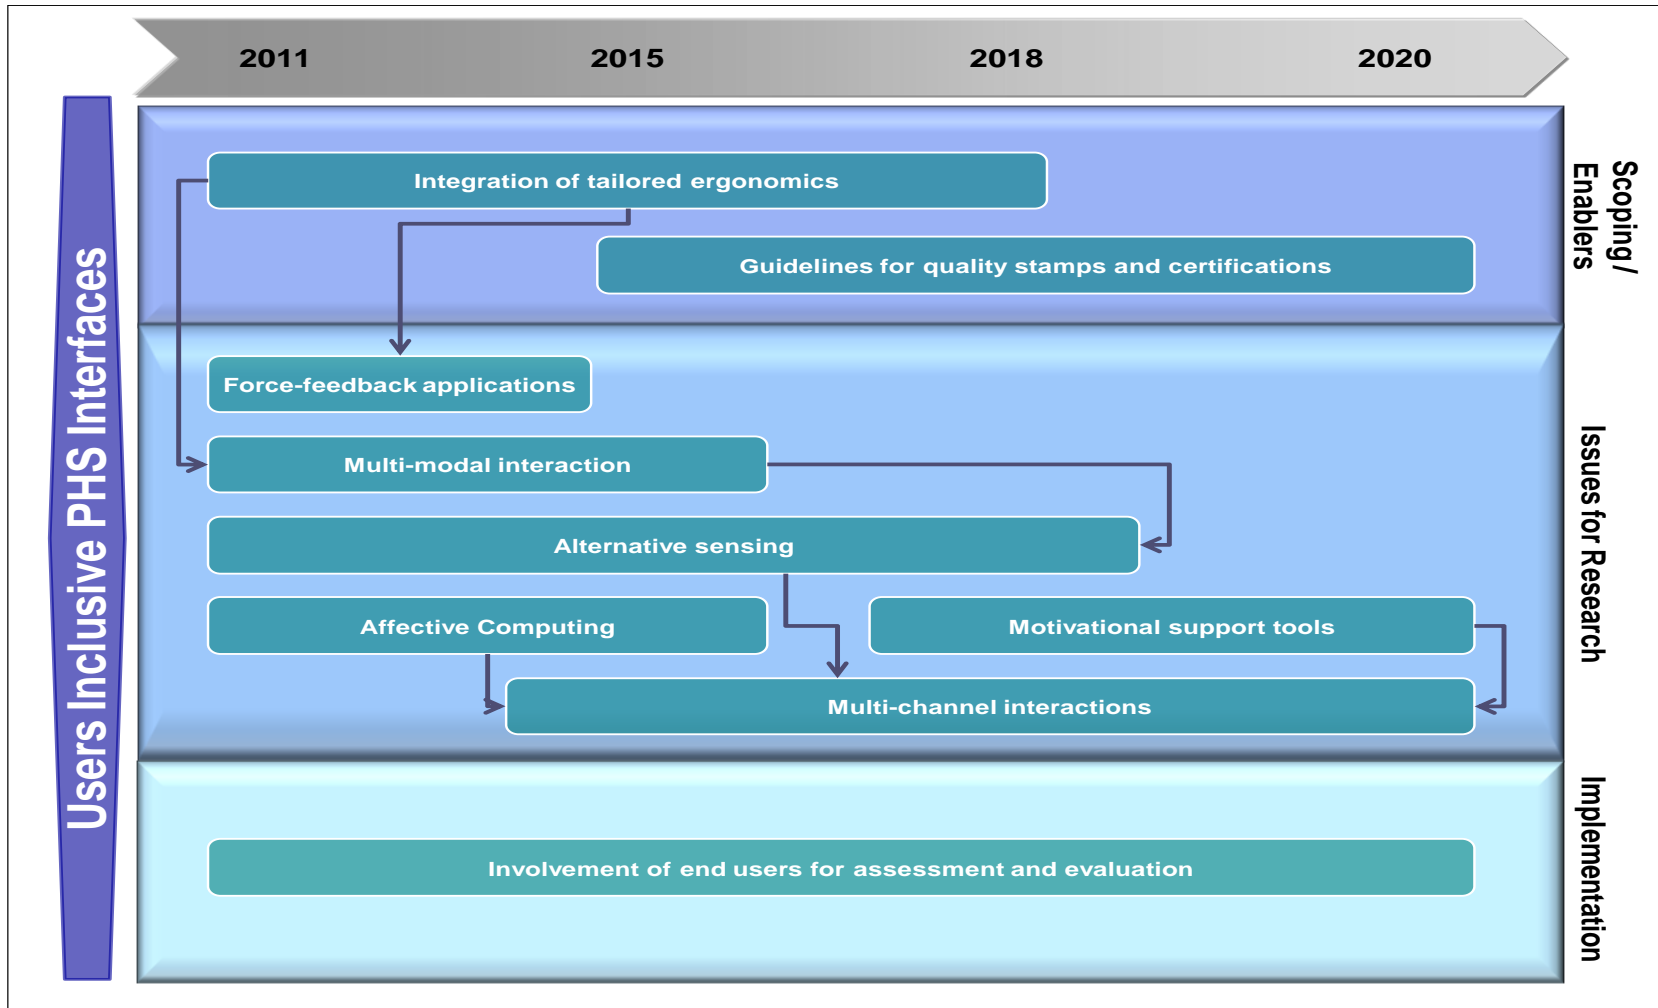 2011 2015 2018 2020
Users Inclusive PHS Interfaces
Scoping/
Enablers
Integration of tailored ergonomics
Guidelines for quality stamps and certifications
Issues for Research
Force-feedback applications
Multi-modal interaction
Alternative sensing
Affective Computing
Motivational support tools
Multi-channel interactions
Implementation
Involvement of end users for assessment and evaluation